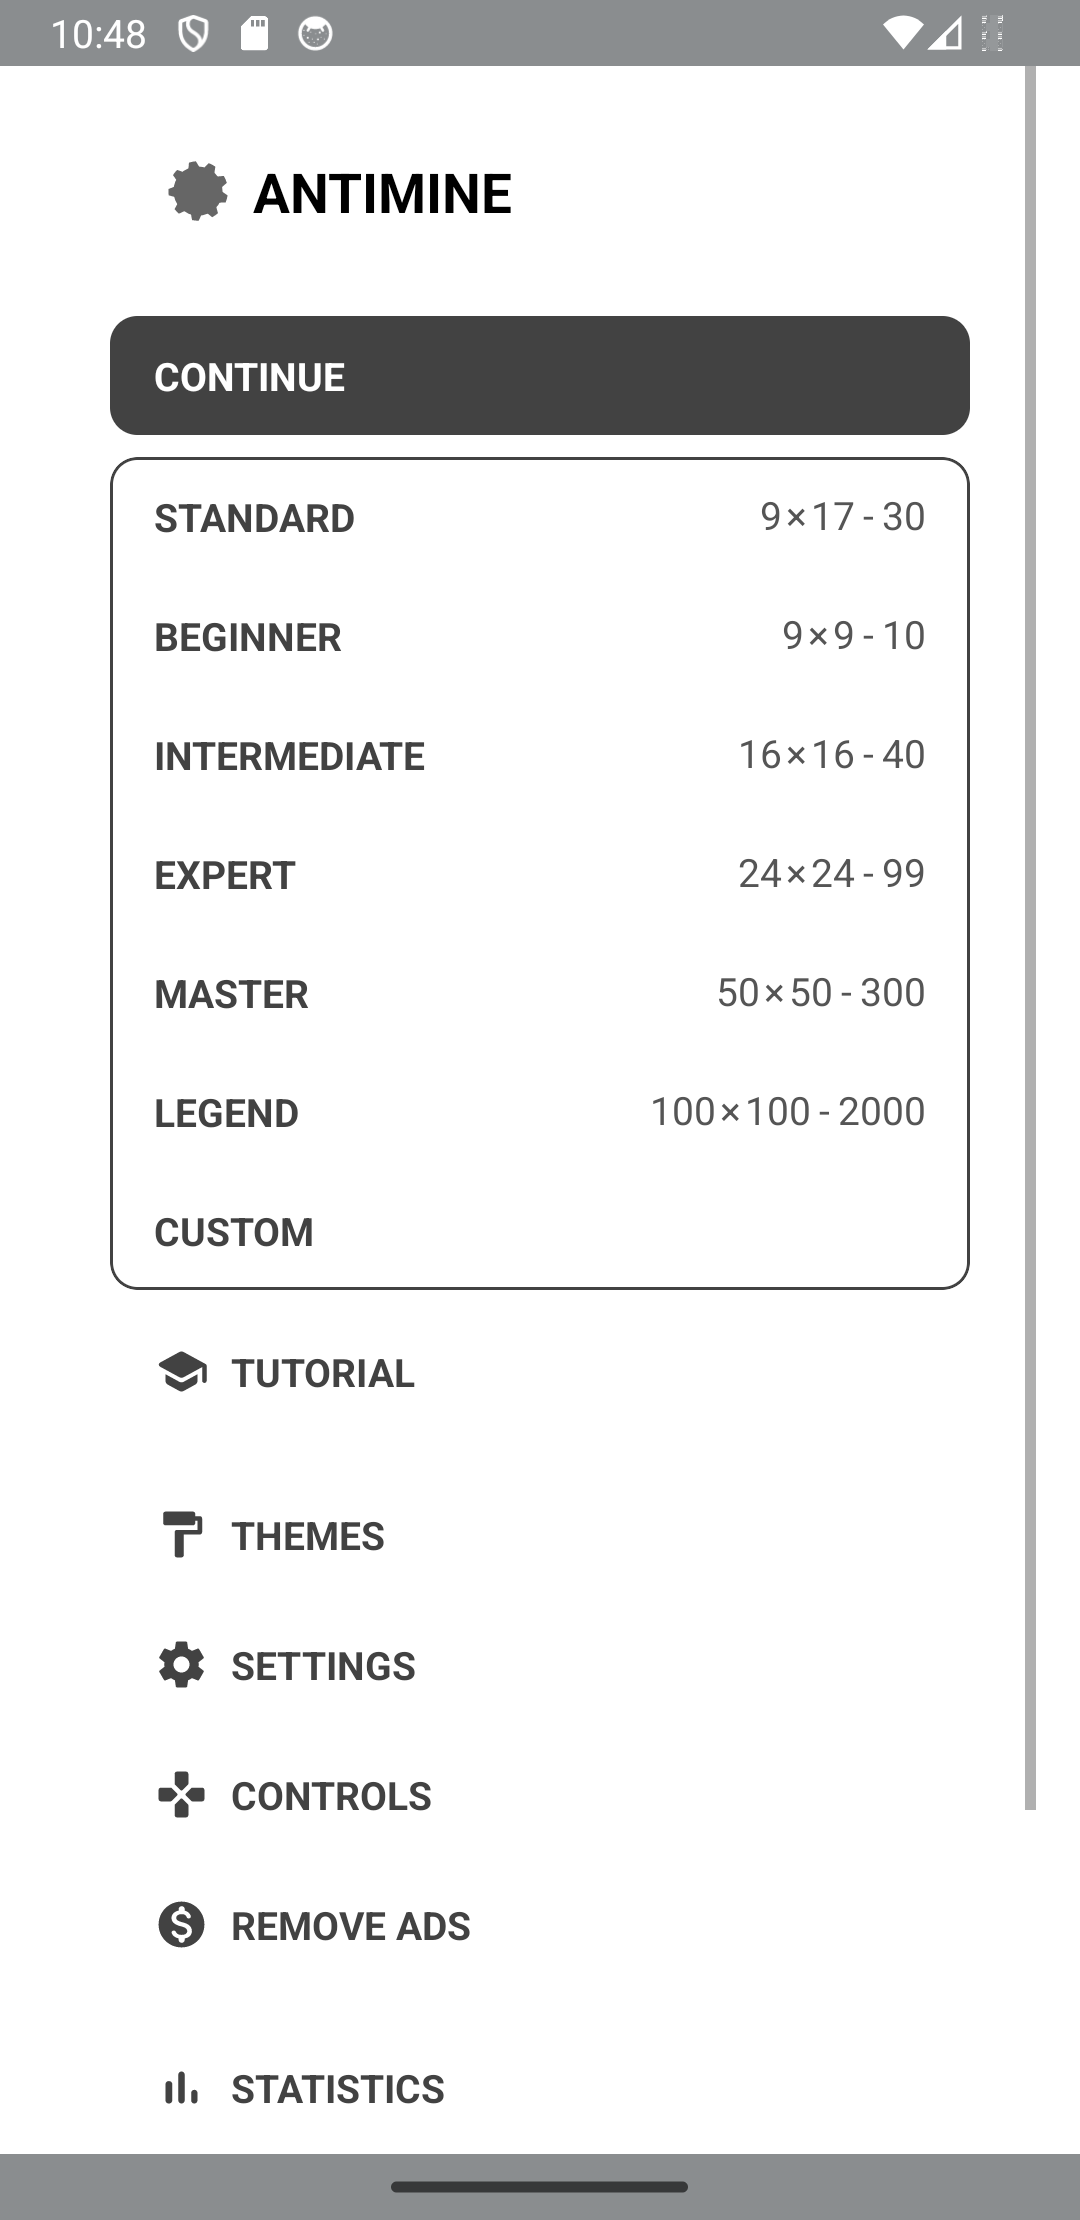 10:48
ANTIMINE
CONTINUE
STANDARD 9×17 - 30
BEGINNER 9×9 - 10
INTERMEDIATE 16×16 - 40
EXPERT 24×24 - 99
MASTER 50×50 - 300
LEGEND 100×100 - 2000
CUSTOM
TUTORIAL
THEMES
SETTINGS
CONTROLS
REMOVE ADS
STATISTICS